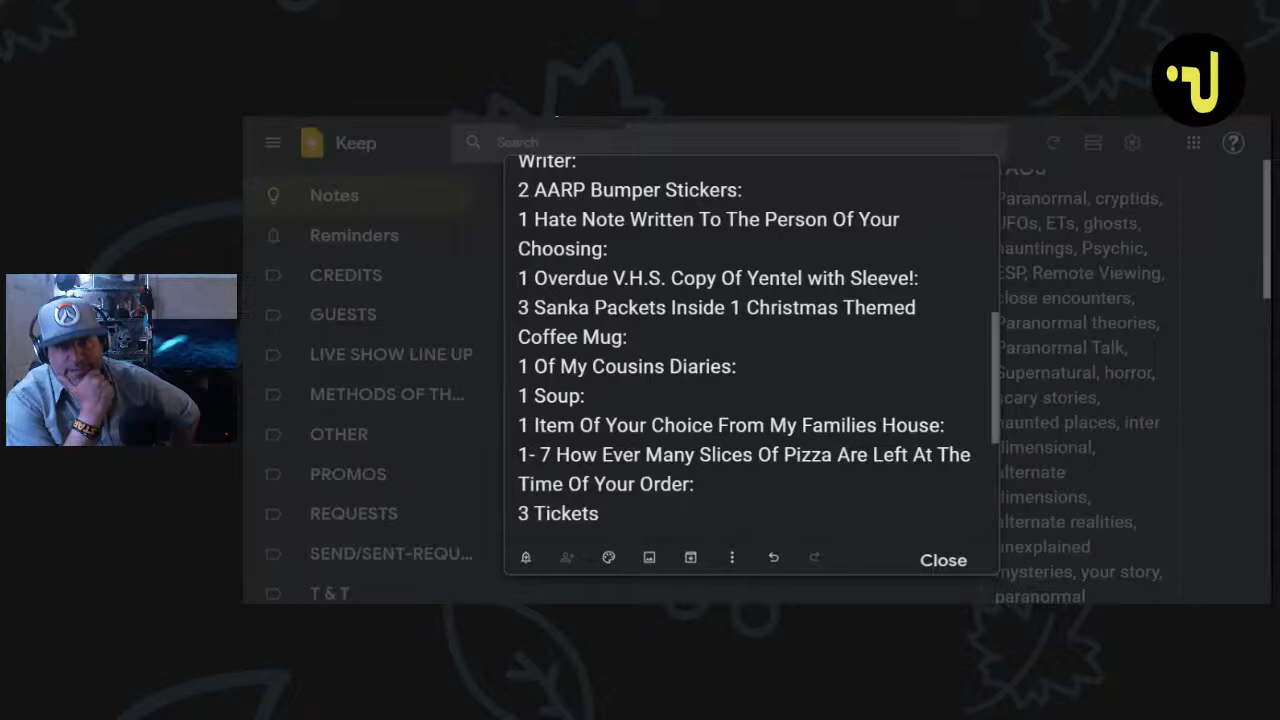 Keep
Search
Notes
Reminders
CREDITS
GUESTS
LIVE SHOW LINE UP
METHODS OF TH...
OTHER
PROMOS
REQUESTS
SEND/SENT-REQU...
T & T
Writer:
2 AARP Bumper Stickers:
1 Hate Note Written To The Person Of Your
Choosing:
1 Overdue V.H.S. Copy Of Yentel with Sleeve!:
3 Sanka Packets Inside 1 Christmas Themed
Coffee Mug:
1 Of My Cousins Diaries:
1 Soup:
1 Item Of Your Choice From My Families House:
1- 7 How Ever Many Slices Of Pizza Are Left At The
Time Of Your Order:
3 Tickets
Close
Paranormal, cryptids,
UFOs, ETs, ghosts,
hauntings, Psychic,
ESP, Remote Viewing,
close encounters,
Paranormal theories,
Paranormal Talk,
Supernatural, horror,
scary stories,
haunted places, inter
dimensional,
alternate
dimensions,
alternate realities,
unexplained
mysteries, your story,
paranormal